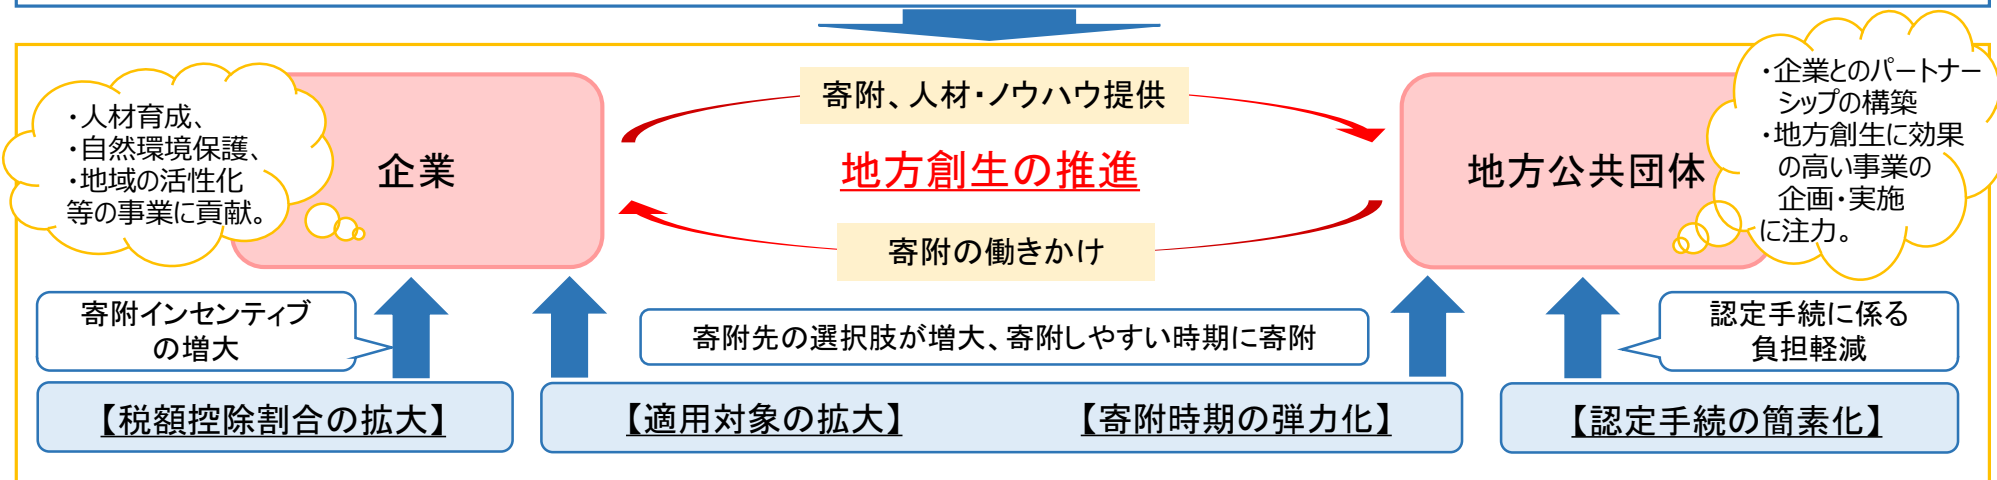 ・人材育成、
・自然環境保護、
・地域の活性化
等の事業に貢献。
企業
寄附、人材・ノウハウ提供
地方創生の推進
寄附の働きかけ
地方公共団体
・企業とのパートナー
シップの構築
・地方創生に効果
の高い事業の
企画・実施
に注力。
寄附インセンティブ
の増大
寄附先の選択肢が増大、寄附しやすい時期に寄附
認定手続に係る
負担軽減
【税額控除割合の拡大】
【適用対象の拡大】
【寄附時期の弾力化】
【認定手続の簡素化】